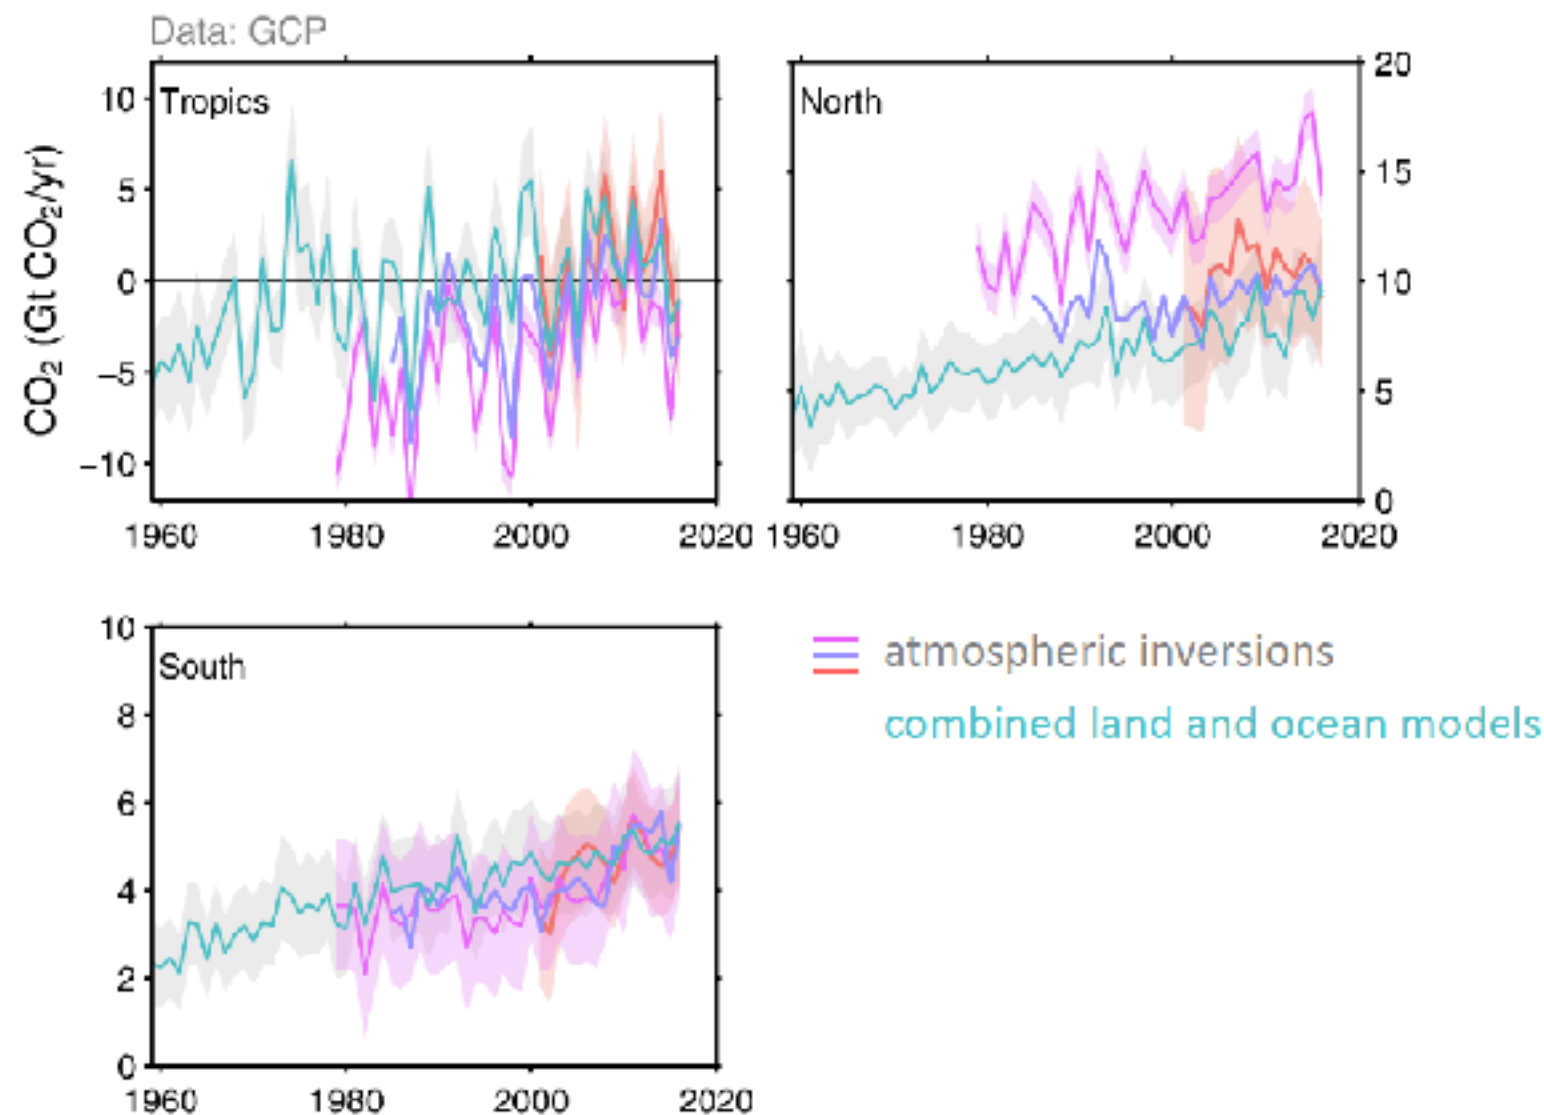 Data: GCP
Tropics
CO₂ (Gt CO₂/yr)
10
5
0
−5
−10
1960 1980 2000 2020
North
20
15
10
5
0
1960 1980 2000 2020
South
10
8
6
4
2
0
1960 1980 2000 2020
atmospheric inversions
combined land and ocean models